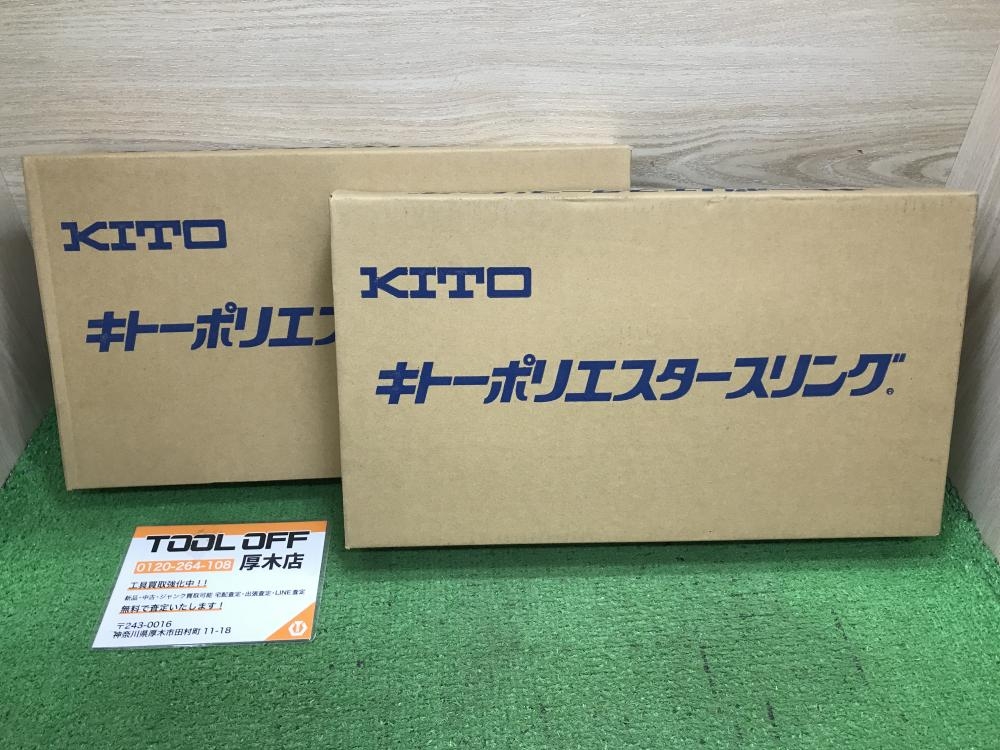 KITO
キトーポリエス
KITO
キトーポリエスタースリング
TOOL OFF
0120-264-108 厚木店
工具買取強化中!!
新品・中古・ジャンク買取可能 宅配査定・出張査定・LINE査定
無料で査定いたします!
〒243-0016
神奈川県厚木市田村町 11-18